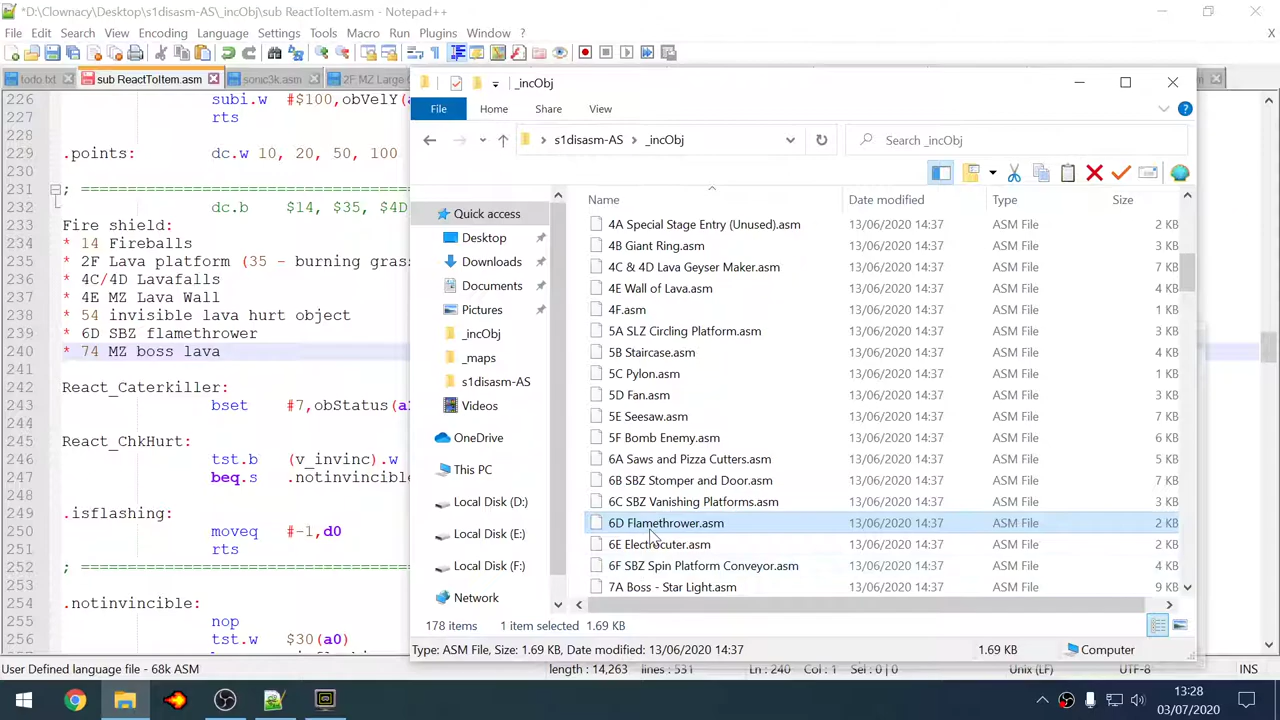 *D:\Clownacy\Desktop\s1disasm-AS\_incObj\sub ReactToItem.asm - Notepad++
File Edit Search View Encoding Language Settings Tools Macro Run Plugins Window ?
X
todo.txt
sub ReactToItem.asm
sonic3k.asm
2F: MZ Large
226 subi.w #$100,obVelY(a
227 rts
228
229 .points: dc.w 10, 20, 50, 100
230
231 ; =====================================
232 dc.b $14, $35, $4D
233 Fire shield:
234 * 14 Fireballs
235 * 2F Lava platform (35 - burning grass
236 * 4C/4D Lavafalls
237 * 4E MZ Lava Wall
238 * 54 invisible lava hurt object
239 * 6D SBZ flamethrower
240 * 74 MZ boss lava
241
242 React_Caterkiller:
243 bset #7,obStatus(a
244
245 React_ChkHurt:
246 tst.b (v_invinc).w
247 beq.s .notinvincible
248
249 .isflashing:
250 moveq #-1,d0
251 rts
252 ; =====================================
253
254 .notinvincible:
255 nop
256 tst.w $30(a0)
_incObj
File Home Share View
s1disasm-AS _incObj
Search _incObj
Quick access
Desktop
Downloads
Documents
Pictures
_incObj
_maps
s1disasm-AS
Videos
OneDrive
This PC
Local Disk (D:)
Local Disk (E:)
Local Disk (F:)
Network
Name Date modified Type Size
4A Special Stage Entry (Unused).asm 13/06/2020 14:37 ASM File 2 KB
4B Giant Ring.asm 13/06/2020 14:37 ASM File 3 KB
4C & 4D Lava Geyser Maker.asm 13/06/2020 14:37 ASM File 7 KB
4E Wall of Lava.asm 13/06/2020 14:37 ASM File 4 KB
4F.asm 13/06/2020 14:37 ASM File 3 KB
5A SLZ Circling Platform.asm 13/06/2020 14:37 ASM File 3 KB
5B Staircase.asm 13/06/2020 14:37 ASM File 4 KB
5C Pylon.asm 13/06/2020 14:37 ASM File 1 KB
5D Fan.asm 13/06/2020 14:37 ASM File 3 KB
5E Seesaw.asm 13/06/2020 14:37 ASM File 7 KB
5F Bomb Enemy.asm 13/06/2020 14:37 ASM File 6 KB
6A Saws and Pizza Cutters.asm 13/06/2020 14:37 ASM File 5 KB
6B SBZ Stomper and Door.asm 13/06/2020 14:37 ASM File 5 KB
6C SBZ Vanishing Platforms.asm 13/06/2020 14:37 ASM File 3 KB
6D Flamethrower.asm 13/06/2020 14:37 ASM File 2 KB
6E Electrocuter.asm 13/06/2020 14:37 ASM File 2 KB
6F SBZ Spin Platform Conveyor.asm 13/06/2020 14:37 ASM File 7 KB
7A Boss - Star Light.asm 13/06/2020 14:37 ASM File 9 KB
178 items 1 item selected 1.69 KB
Type: ASM File, Size: 1.69 KB, Date modified: 13/06/2020 14:37 1.69 KB Computer
User Defined language file - 68k ASM length : 14,263 lines : 531 Ln : 240 Col : 1 Sel : 0 | 0 Unix (LF) UTF-8 INS
13:28
03/07/2020